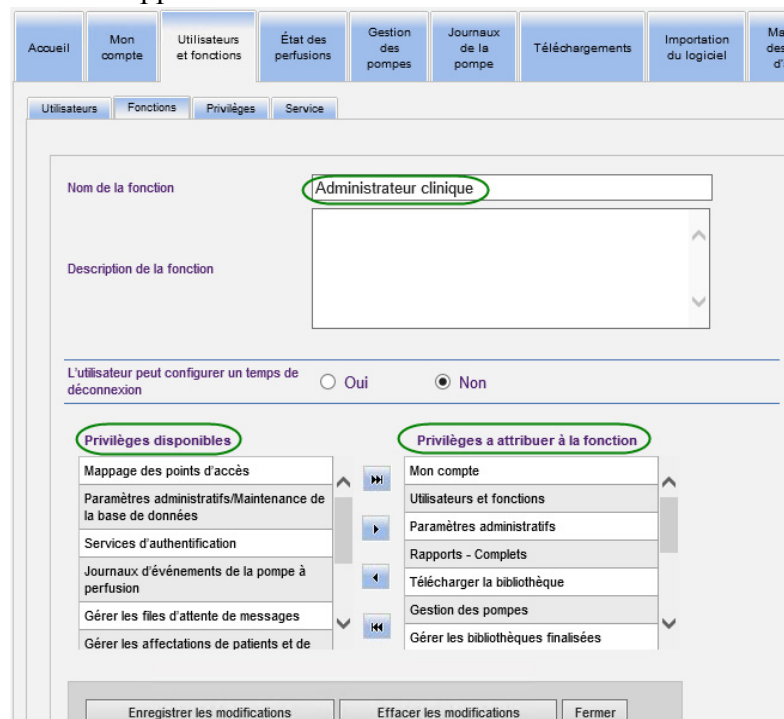 Accueil
Mon
compte
Utilisateurs
et fonctions
État des
perfusions
Gestion
des
pompes
Journaux
de la
pompe
Téléchargements
Importation
du logiciel
Utilisateurs Fonctions Privilèges Service
Nom de la fonction Administrateur clinique
Description de la fonction
L'utilisateur peut configurer un temps de
déconnexion
Oui Non
Privilèges disponibles
Mappage des points d'accès
Paramètres administratifs/Maintenance de
la base de données
Services d'authentification
Journaux d'événements de la pompe à
perfusion
Gérer les files d'attente de messages
Gérer les affectations de patients et de
Privilèges a attribuer à la fonction
Mon compte
Utilisateurs et fonctions
Paramètres administratifs
Rapports - Complets
Télécharger la bibliothèque
Gestion des pompes
Gérer les bibliothèques finalisées
Enregistrer les modifications Effacer les modifications Fermer